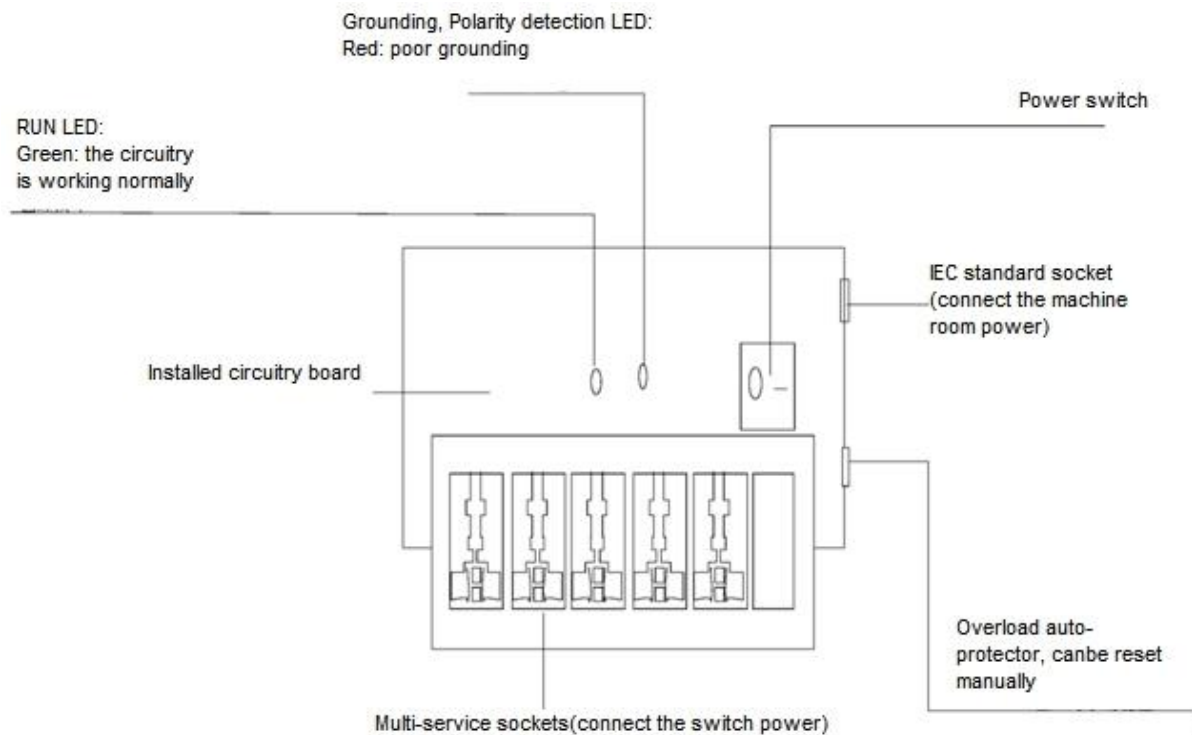 Grounding, Polarity detection LED:
Red: poor grounding
Power switch
RUN LED:
Green: the circuitry
is working normally
IEC standard socket
(connect the machine
room power)
Installed circuitry board
Overload auto-
protector, canbe reset
manually
Multi-service sockets(connect the switch power)